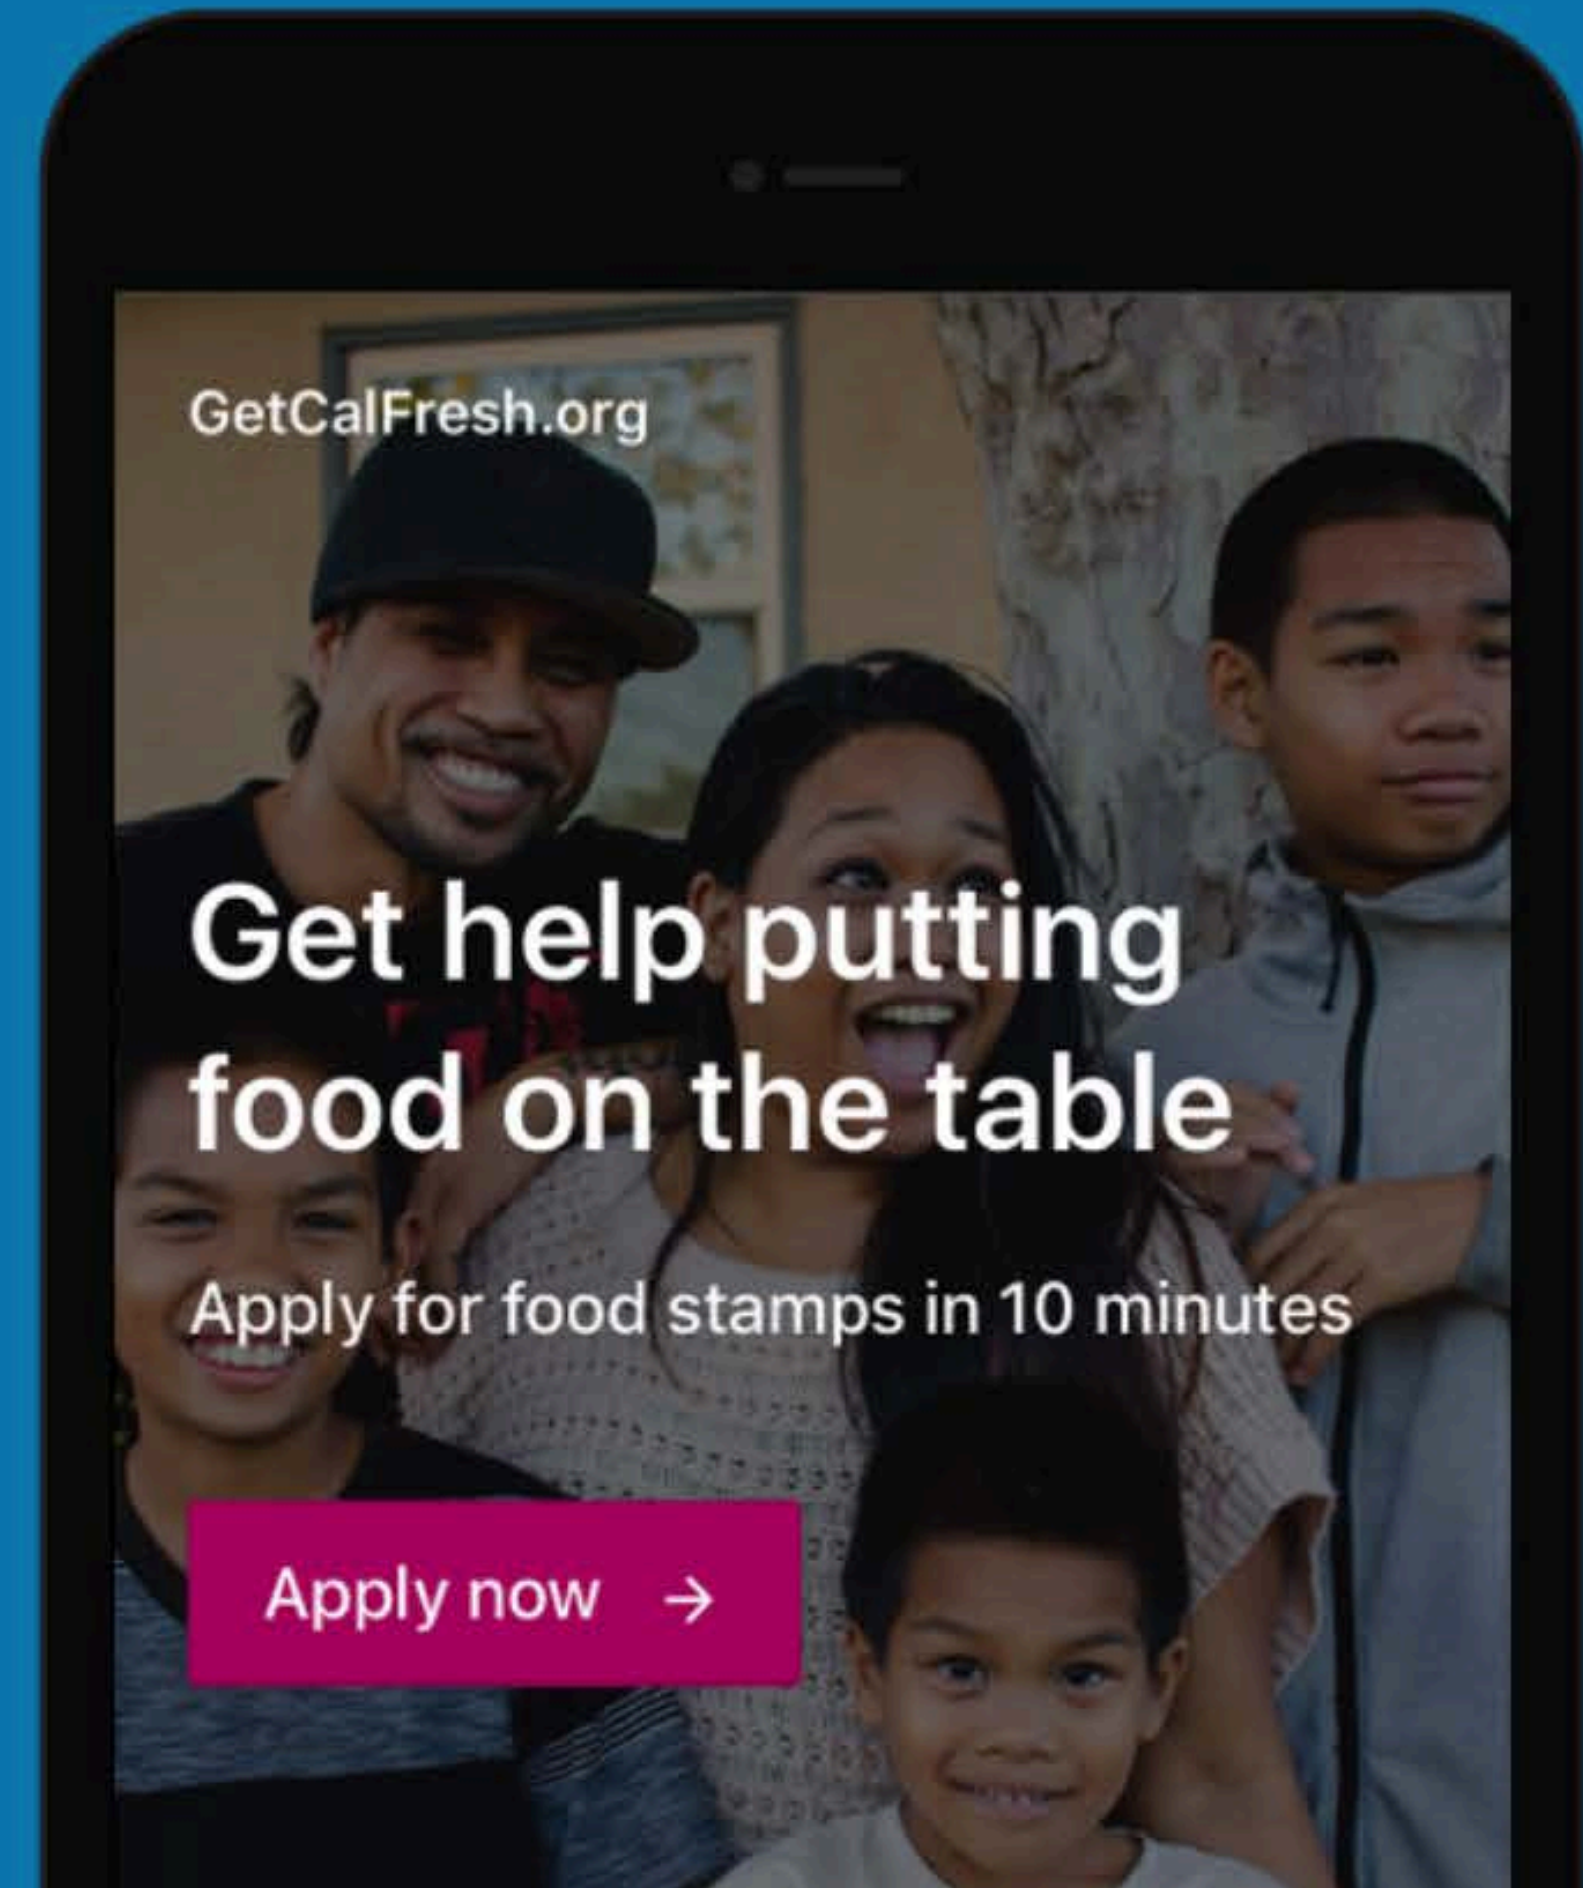 GetCalFresh.org
Get help putting
food on the table
Apply for food stamps in 10 minutes
Apply now →